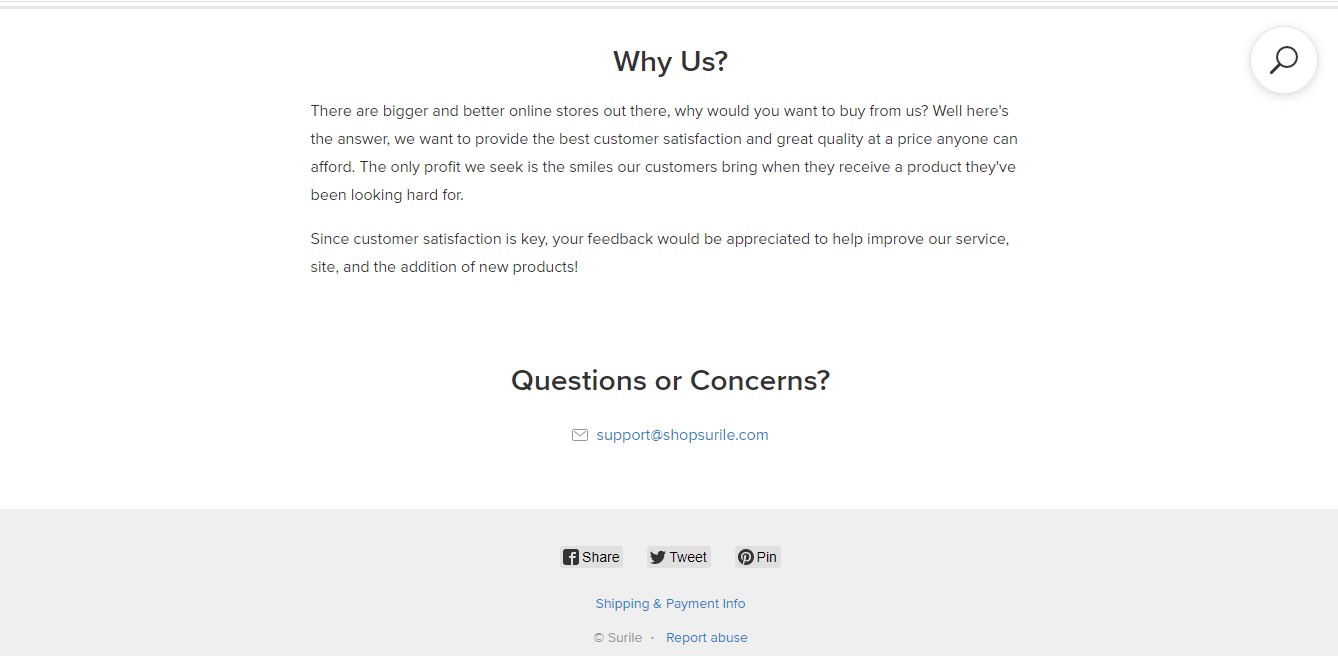 Why Us?
There are bigger and better online stores out there, why would you want to buy from us? Well here's
the answer, we want to provide the best customer satisfaction and great quality at a price anyone can
afford. The only profit we seek is the smiles our customers bring when they receive a product they've
been looking hard for.
Since customer satisfaction is key, your feedback would be appreciated to help improve our service,
site, and the addition of new products!
Questions or Concerns?
support@shopsurile.com
Share Tweet Pin
Shipping & Payment Info
© Surile · Report abuse